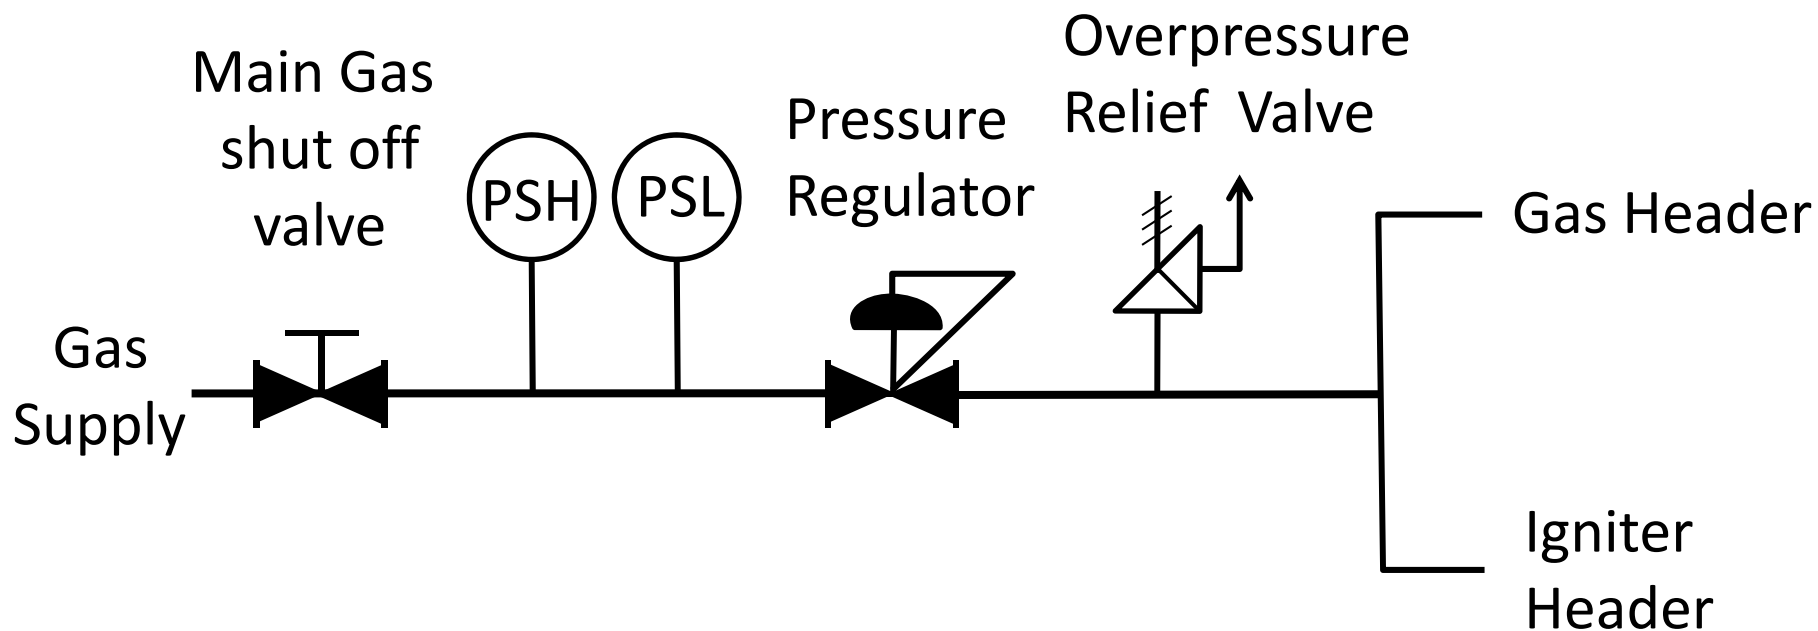 Main Gas
shut off
valve
Gas
Supply
PSH
PSL
Pressure
Regulator
Overpressure
Relief Valve
Gas Header
Igniter
Header